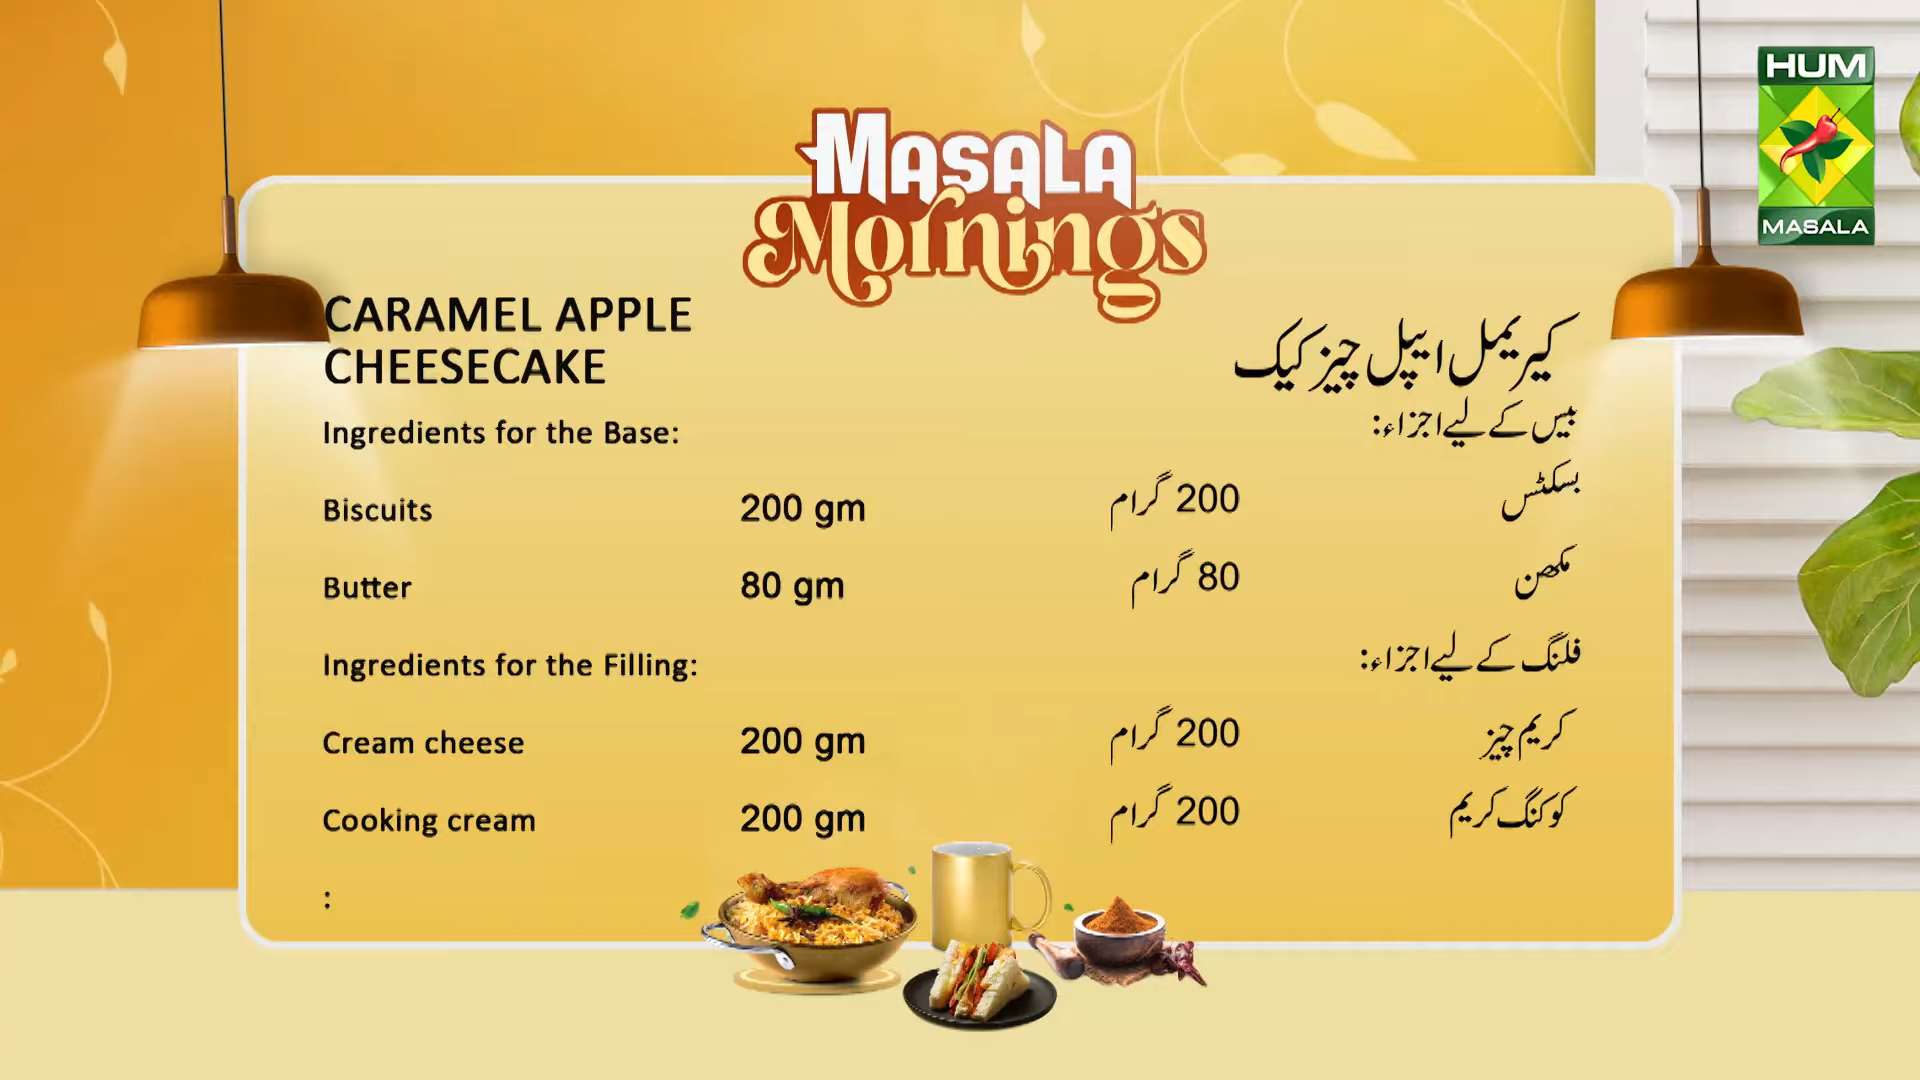 HUM
MASALA
MASALA
Mornings
CARAMEL APPLE
CHEESECAKE
کیریمل ایپل چیز کیک
Ingredients for the Base:
بیس کے لیے اجزاء:
Biscuits 200 gm 200 گرام بسکٹس
Butter 80 gm 80 گرام مکھن
Ingredients for the Filling:
فلنگ کے لیے اجزاء:
Cream cheese 200 gm 200 گرام کریم چیز
Cooking cream 200 gm 200 گرام کوکنگ کریم
: